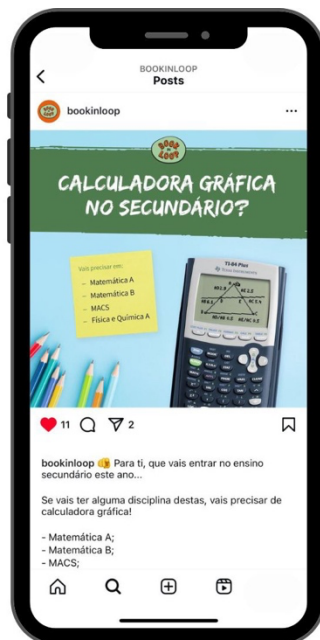 BOOKINLOOP
Posts
bookinloop
BOOK
IN
LOOP
CALCULADORA GRÁFICA
NO SECUNDÁRIO?
Vais precisar em:
– Matemática A
– Matemática B
– MACS
– Física e Química A
TI-84 Plus
Texas Instruments
11
2
bookinloop 👊 Para ti, que vais entrar no ensino
secundário este ano...
Se vais ter alguma disciplina destas, vais precisar de
calculadora gráfica!
- Matemática A;
- Matemática B;
- MACS;